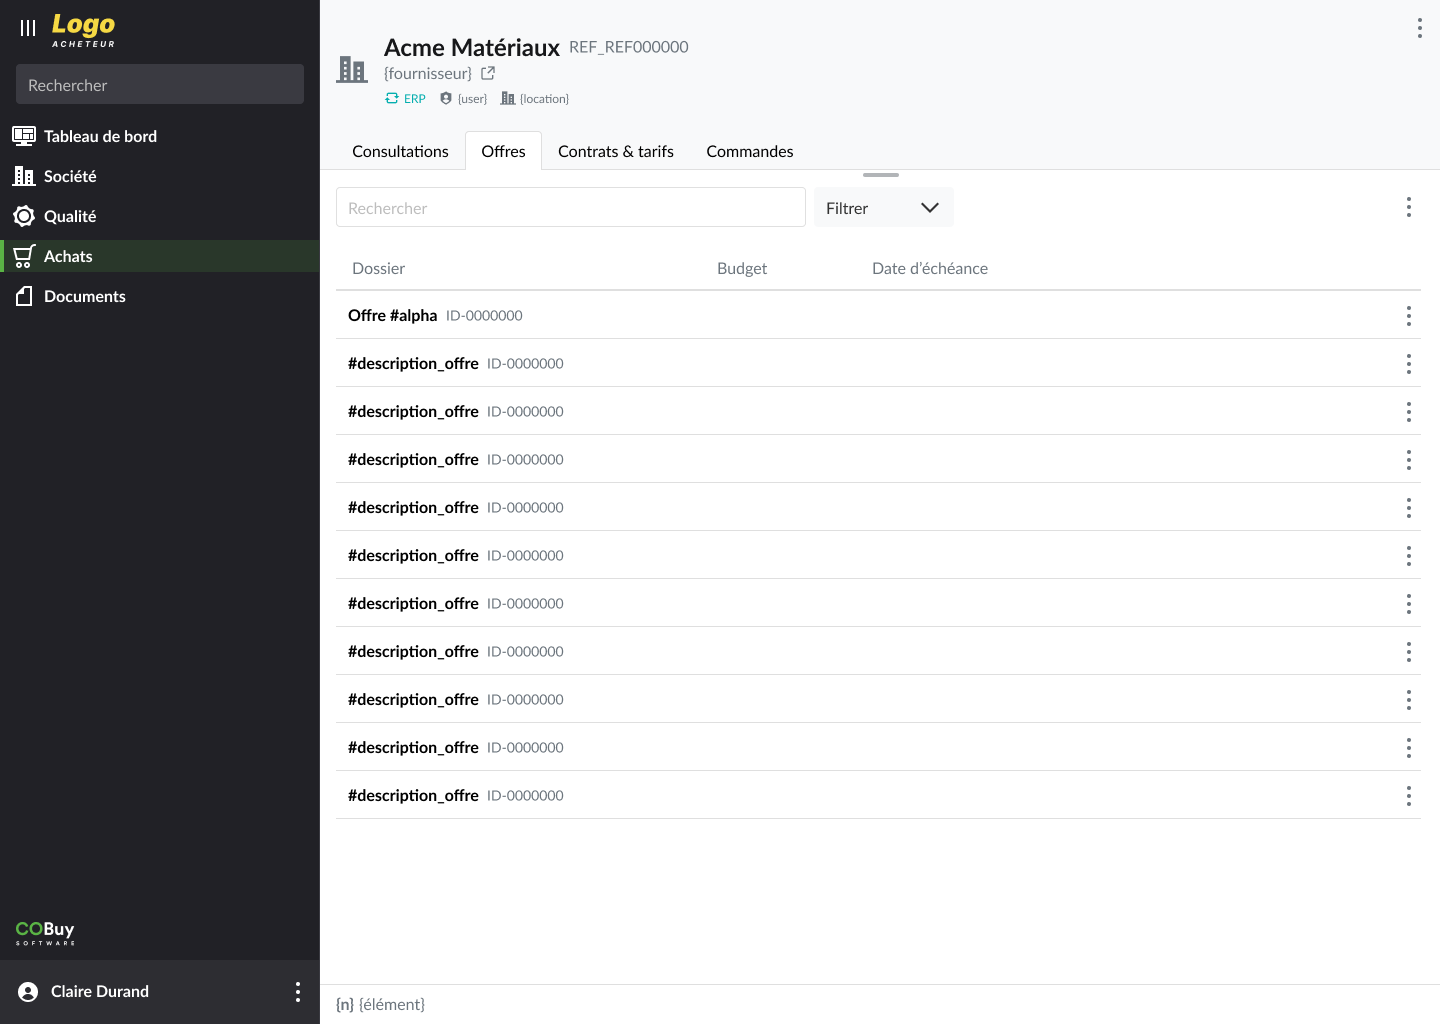 Logo
ACHETEUR
Rechercher
Tableau de bord
Société
Qualité
Achats
Documents
COBuy
SOFTWARE
Claire Durand
Acme Matériaux REF_REF000000
{fournisseur}
ERP {user} {location}
Consultations Offres Contrats & tarifs Commandes
Rechercher Filtrer
Dossier Budget Date d’échéance
Offre #alpha ID-0000000
#description_offre ID-0000000
#description_offre ID-0000000
#description_offre ID-0000000
#description_offre ID-0000000
#description_offre ID-0000000
#description_offre ID-0000000
#description_offre ID-0000000
#description_offre ID-0000000
#description_offre ID-0000000
#description_offre ID-0000000
{n} {élément}